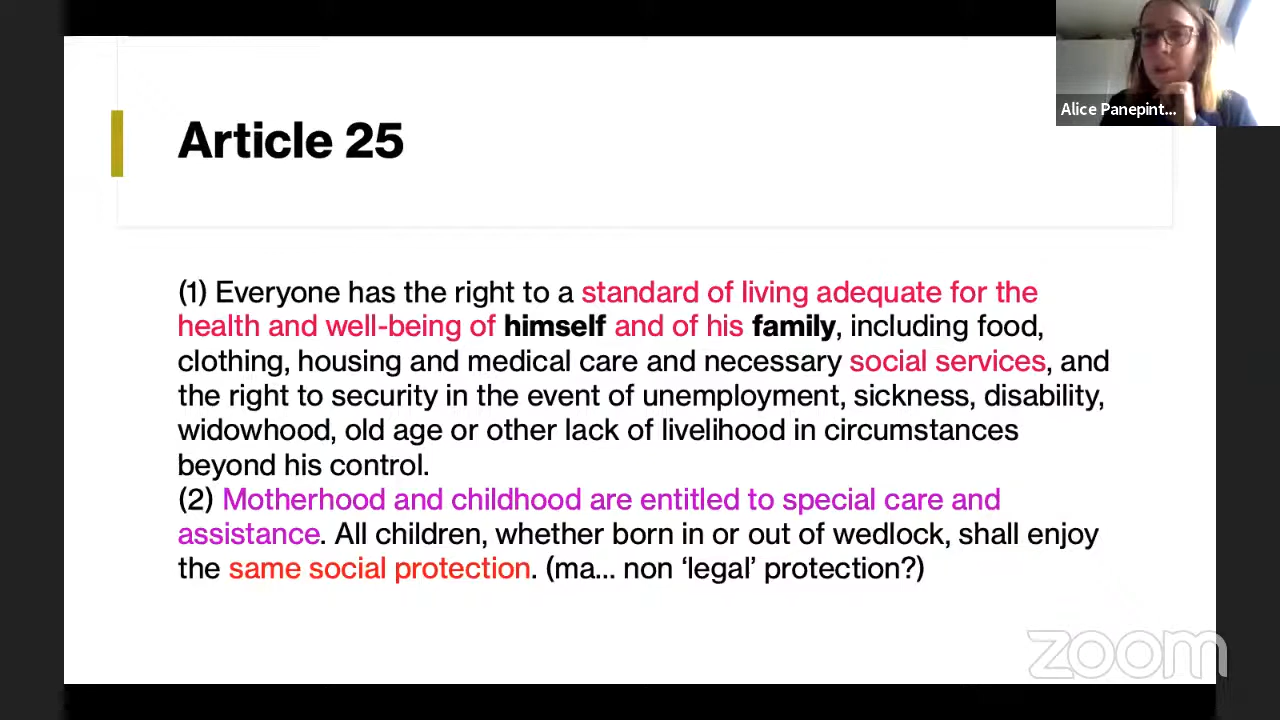 Alice Panepint...
Article 25
(1) Everyone has the right to a standard of living adequate for the
health and well-being of himself and of his family, including food,
clothing, housing and medical care and necessary social services, and
the right to security in the event of unemployment, sickness, disability,
widowhood, old age or other lack of livelihood in circumstances
beyond his control.
(2) Motherhood and childhood are entitled to special care and
assistance. All children, whether born in or out of wedlock, shall enjoy
the same social protection. (ma... non ‘legal’ protection?)
zoom